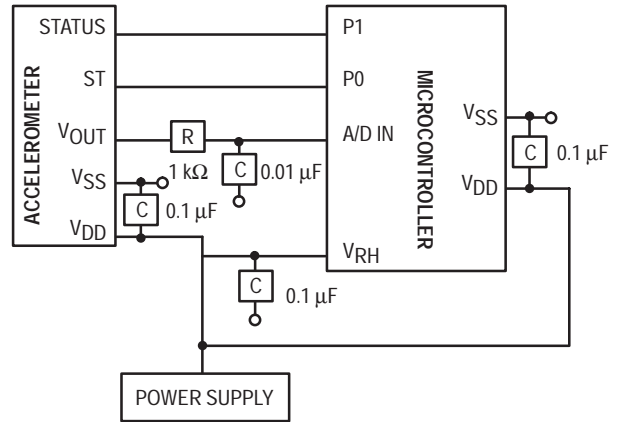 STATUS
ST
VOUT
VSS
VDD
ACCELEROMETER
R
1 kΩ
C 0.01 µF
C 0.1 µF
P1
P0
A/D IN
VRH
MICROCONTROLLER
VSS
VDD
C 0.1 µF
C 0.1 µF
POWER SUPPLY